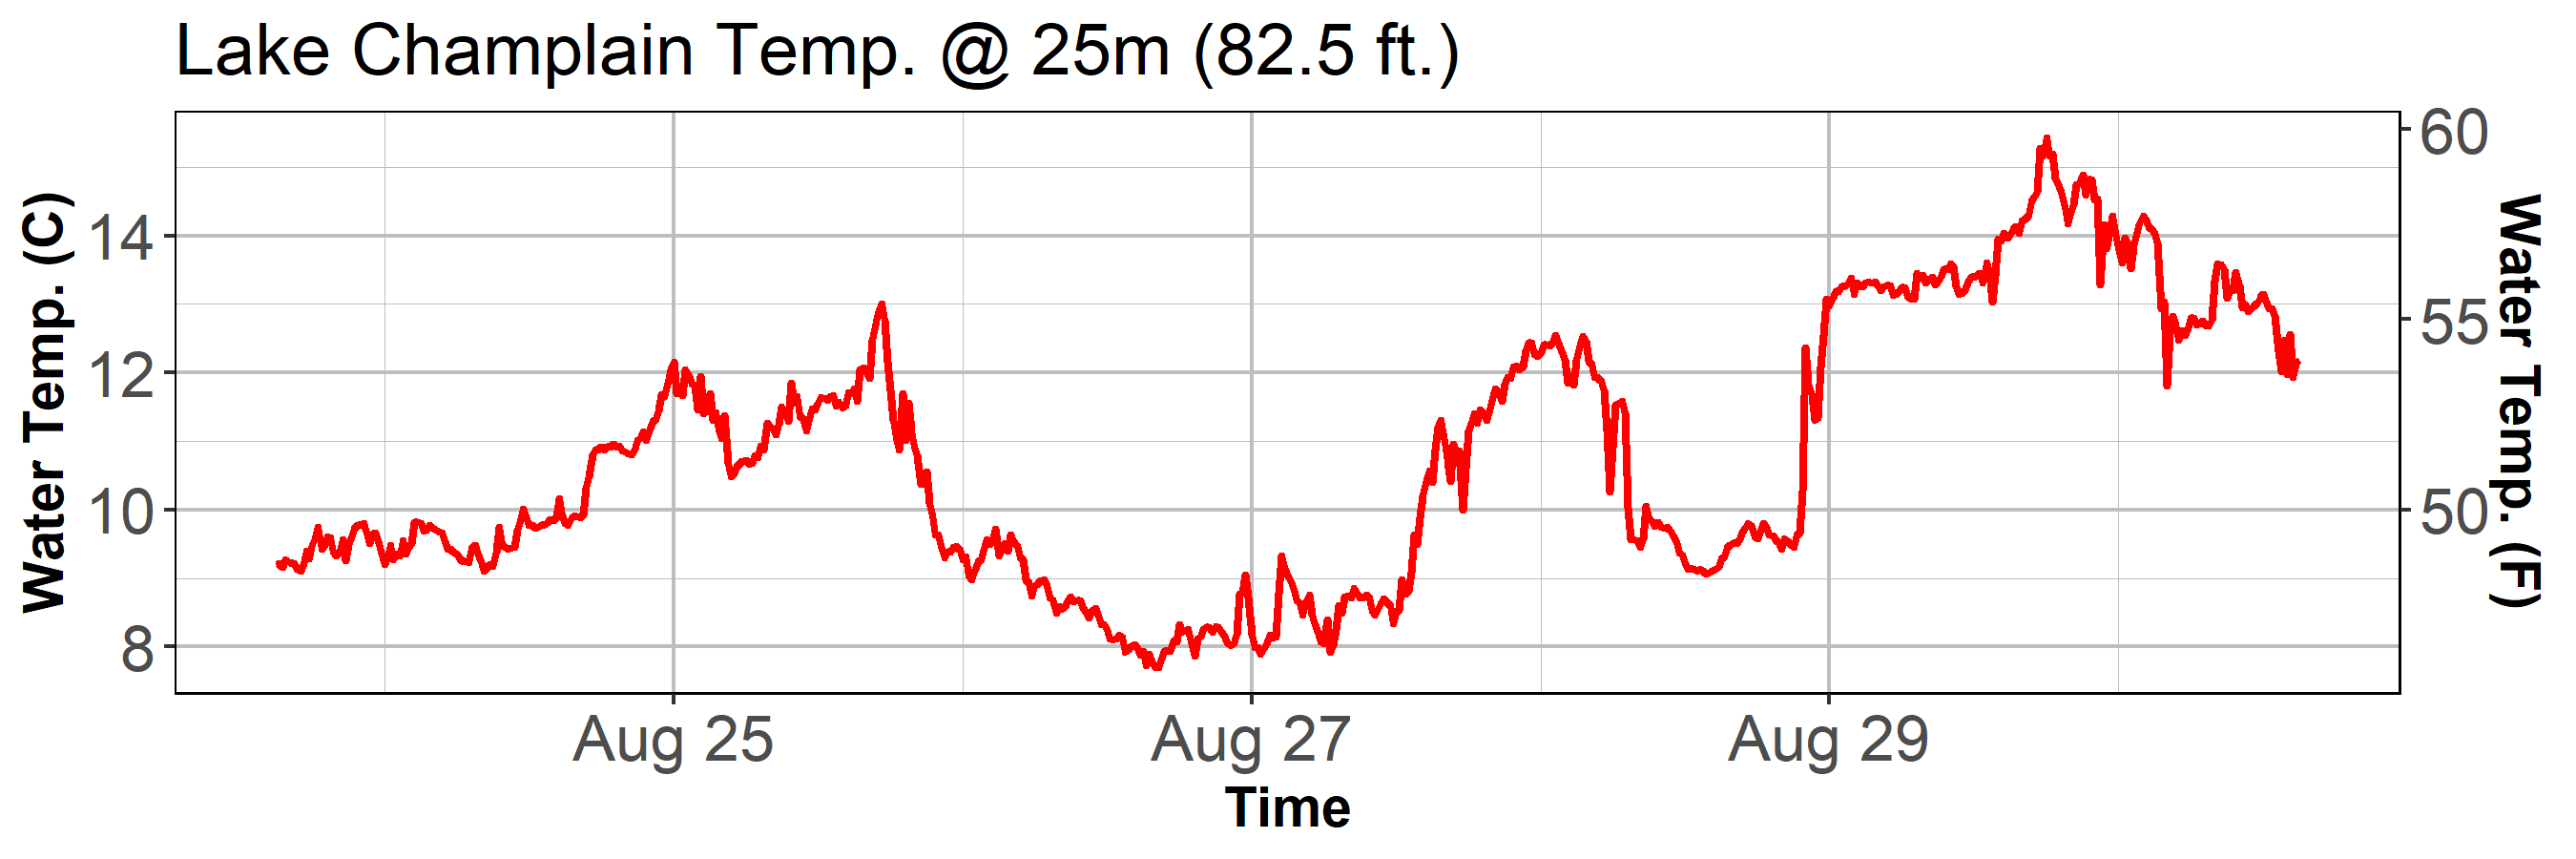 Lake Champlain Temp. @ 25m (82.5 ft.)
Water Temp. (C)
14
12
10
8
60
55
50
Water Temp. (F)
Aug 25
Aug 27
Aug 29
Time